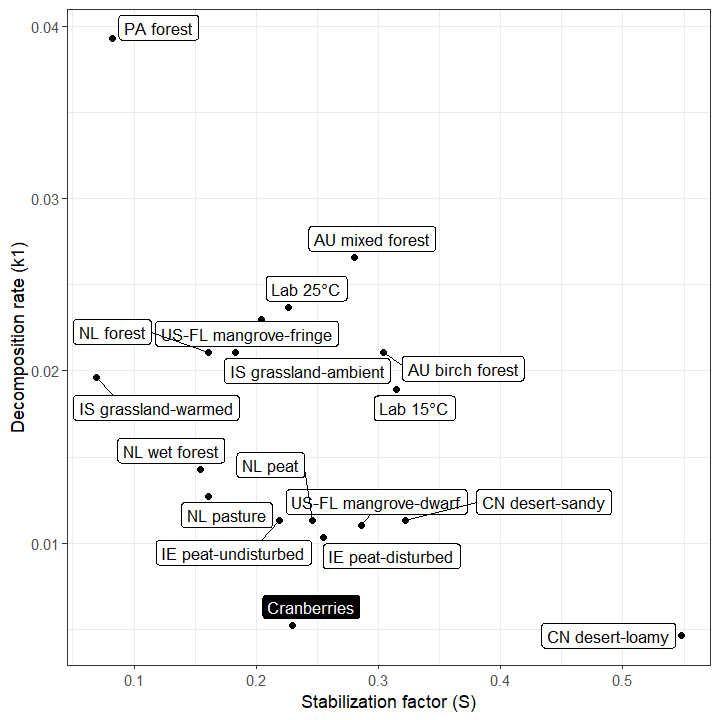 0.04
PA forest
0.03
AU mixed forest
Lab 25°C
NL forest
US-FL mangrove-fringe
0.02
IS grassland-ambient
AU birch forest
IS grassland-warmed
Lab 15°C
NL wet forest
NL peat
US-FL mangrove-dwarf
CN desert-sandy
NL pasture
0.01
IE peat-undisturbed
IE peat-disturbed
Cranberries
CN desert-loamy
0.1
0.2
0.3
0.4
0.5
Stabilization factor (S)
Decomposition rate (k1)